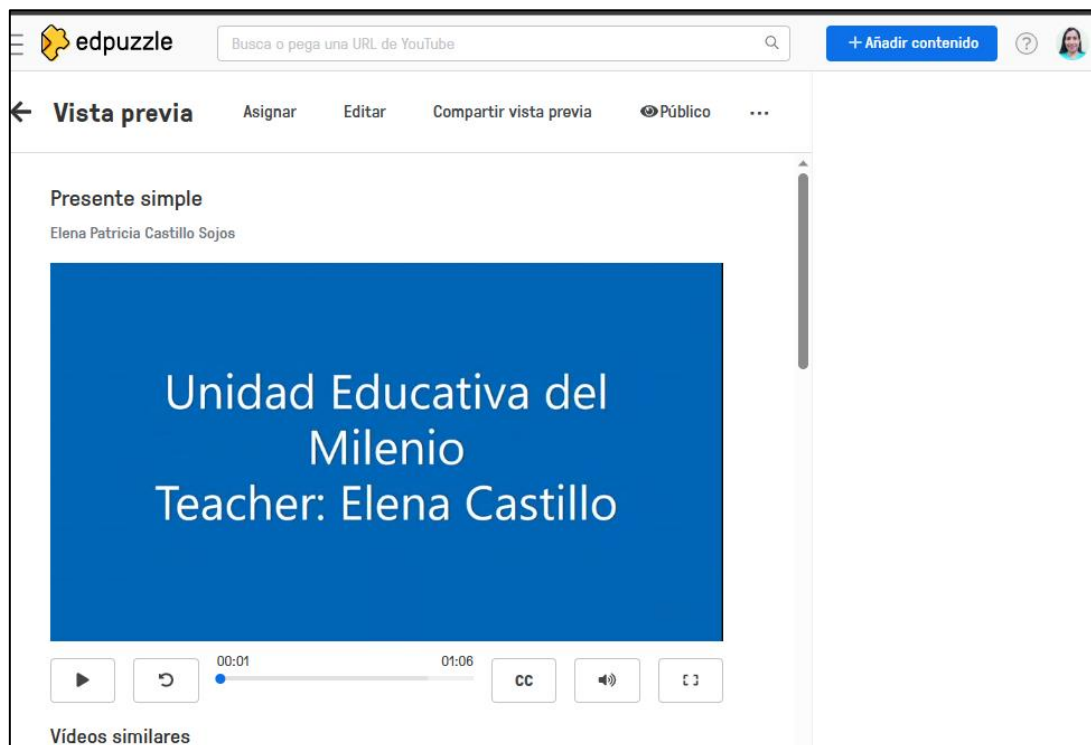 edpuzzle
Busca o pega una URL de YouTube
+ Añadir contenido
?
Vista previa
Asignar
Editar
Compartir vista previa
Público
...
Presente simple
Elena Patricia Castillo Sojos
Unidad Educativa del
Milenio
Teacher: Elena Castillo
00:01
01:06
CC
Vídeos similares